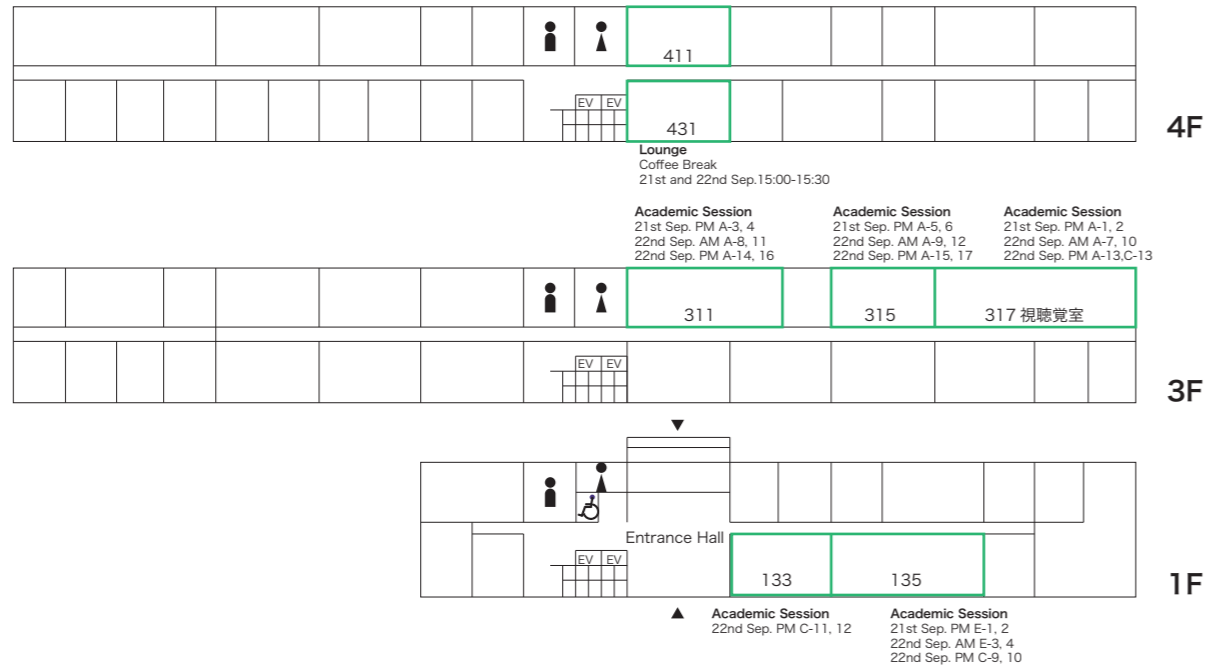 411
EV EV
431
4F
Lounge
Coffee Break
21st and 22nd Sep.15:00-15:30
Academic Session
21st Sep. PM A-3, 4
22nd Sep. AM A-8, 11
22nd Sep. PM A-14, 16
Academic Session
21st Sep. PM A-5, 6
22nd Sep. AM A-9, 12
22nd Sep. PM A-15, 17
Academic Session
21st Sep. PM A-1, 2
22nd Sep. AM A-7, 10
22nd Sep. PM A-13,C-13
311
315
317 視聴覚室
EV EV
3F
Entrance Hall
EV EV
133
135
1F
Academic Session
22nd Sep. PM C-11, 12
Academic Session
21st Sep. PM E-1, 2
22nd Sep. AM E-3, 4
22nd Sep. PM C-9, 10